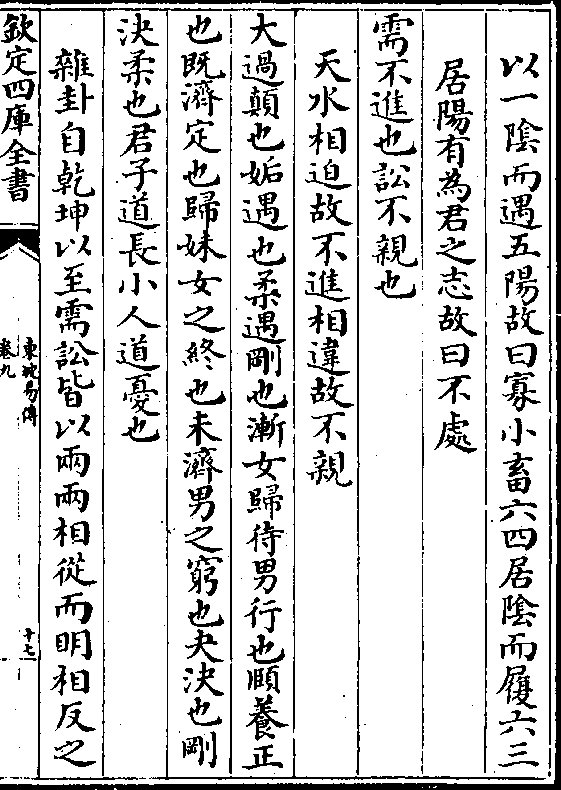 以一陰而遇五陽故曰寡小畜六四居陰而履六三
居陽有為君之志故曰不處
需不進也訟不親也
天水相迫故不進相違故不親
大過顛也姤遇也柔遇剛也漸女歸待男行也頤養正
也既濟定也歸妹女之終也未濟男之窮也夬決也剛
決柔也君子道長小人道憂也
雜卦自乾坤以至需訟皆以兩兩相從而明相反之
欽定四庫全書
東坡易傳
卷九
十七